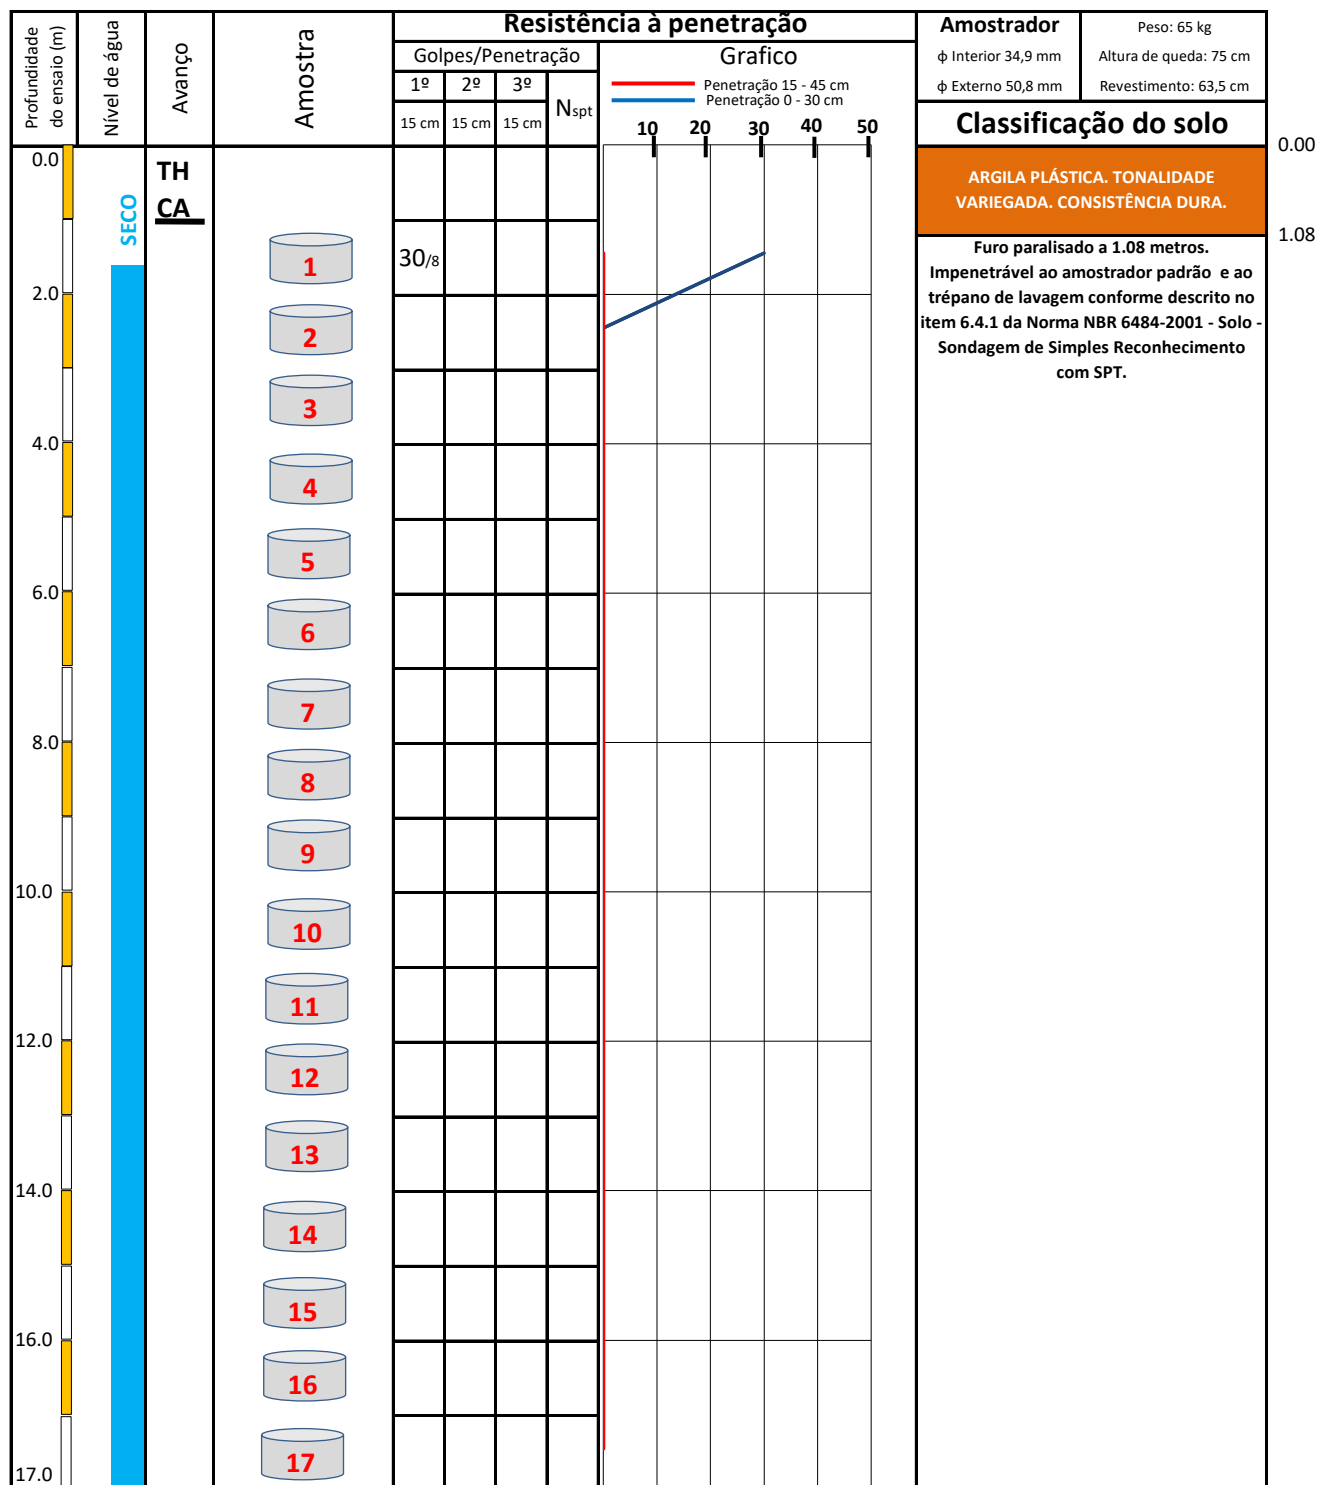 Profundidade
do ensaio (m)
Nível de água
Avanço
Amostra
Resistência à penetração
Golpes/Penetração
1º 2º 3º
15 cm 15 cm 15 cm
Nspt
Grafico
Penetração 15 - 45 cm
Penetração 0 - 30 cm
10 20 30 40 50
Amostrador
ф Interior 34,9 mm
ф Externo 50,8 mm
Peso: 65 kg
Altura de queda: 75 cm
Revestimento: 63,5 cm
Classificação do solo
0.00
0.0
SECO
TH
CA
ARGILA PLÁSTICA. TONALIDADE
VARIEGADA. CONSISTÊNCIA DURA.
1.08
1
30/8
Furo paralisado a 1.08 metros.
Impenetrável ao amostrador padrão e ao
trépano de lavagem conforme descrito no
item 6.4.1 da Norma NBR 6484-2001 - Solo -
Sondagem de Simples Reconhecimento
com SPT.
2.0
2
3
4.0
4
5
6.0
6
7
8.0
8
9
10.0
10
11
12.0
12
13
14.0
14
15
16.0
16
17
17.0